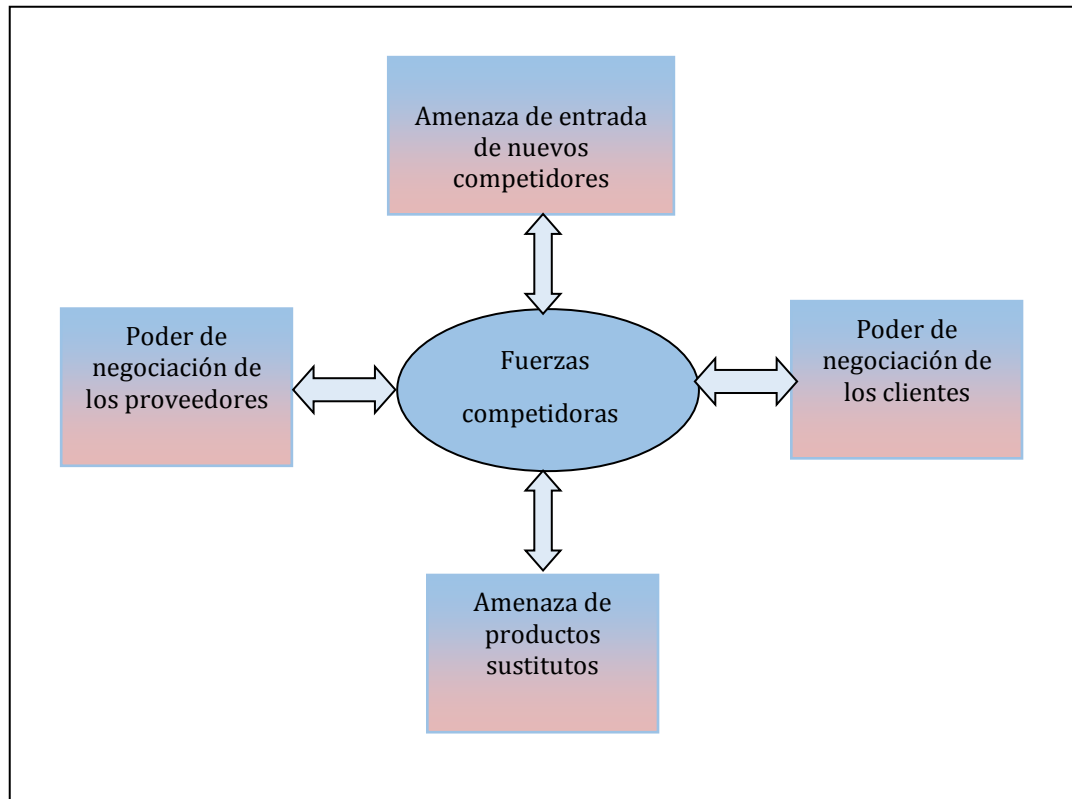 Amenaza de entrada
de nuevos
competidores
Poder de
negociación de
los proveedores
Fuerzas
competidoras
Poder de
negociación de
los clientes
Amenaza de
productos
sustitutos